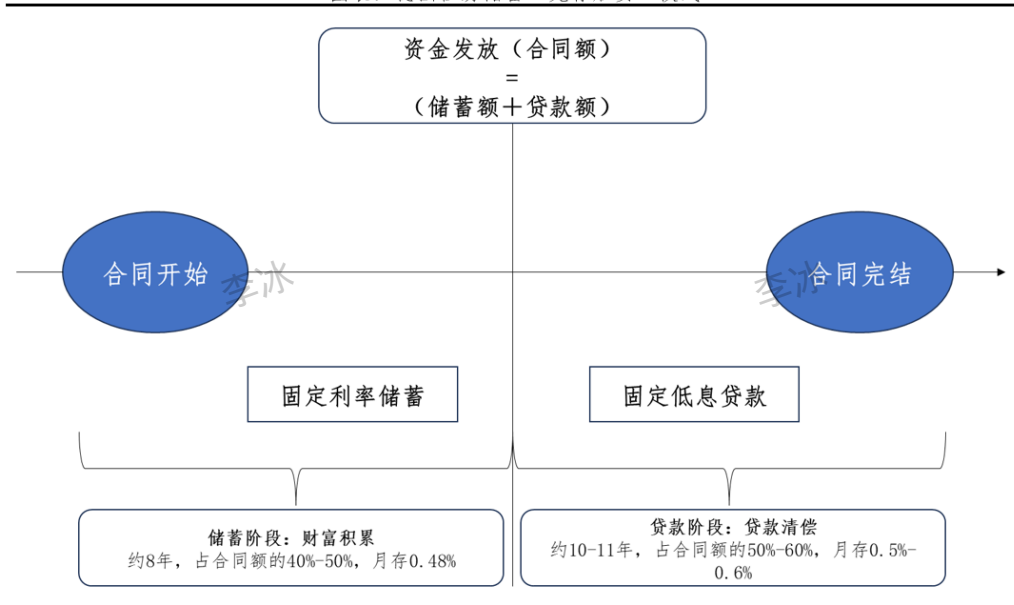 资金发放（合同额）
=
（储蓄额＋贷款额）
合同开始
李冰
合同完结
李冰
固定利率储蓄
固定低息贷款
储蓄阶段：财富积累
约8年，占合同额的40%-50%，月存0.48%
贷款阶段：贷款清偿
约10-11年，占合同额的50%-60%，月存0.5%-
0.6%